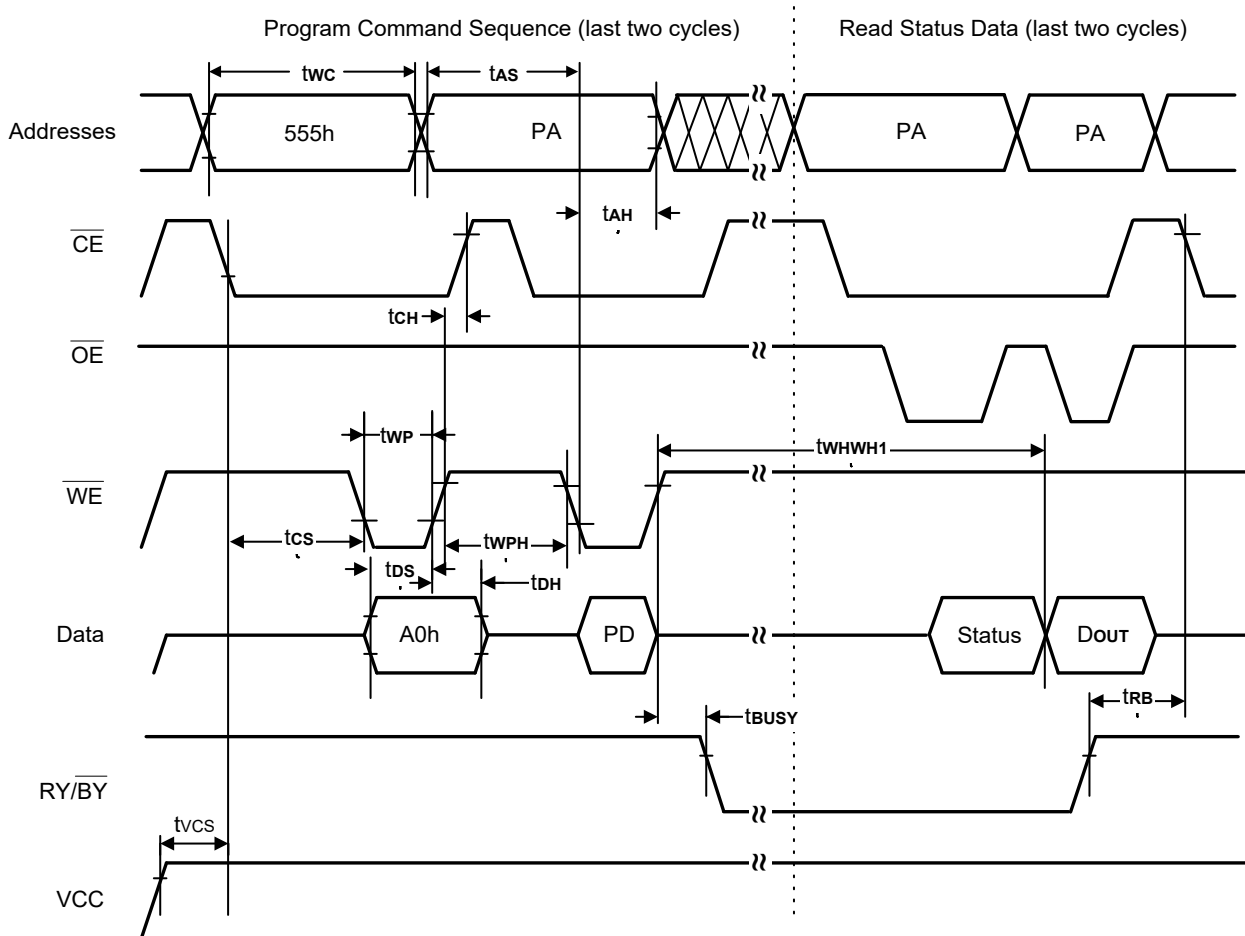 Program Command Sequence (last two cycles)
Read Status Data (last two cycles)
tWC
tAS
Addresses
555h
PA
PA
PA
tAH
CE
tCH
OE
tWP
tWHWH1
WE
tCS
tWPH
tDS
tDH
Data
A0h
PD
Status
DOUT
tRB
tBUSY
RY/BY
tVCS
VCC